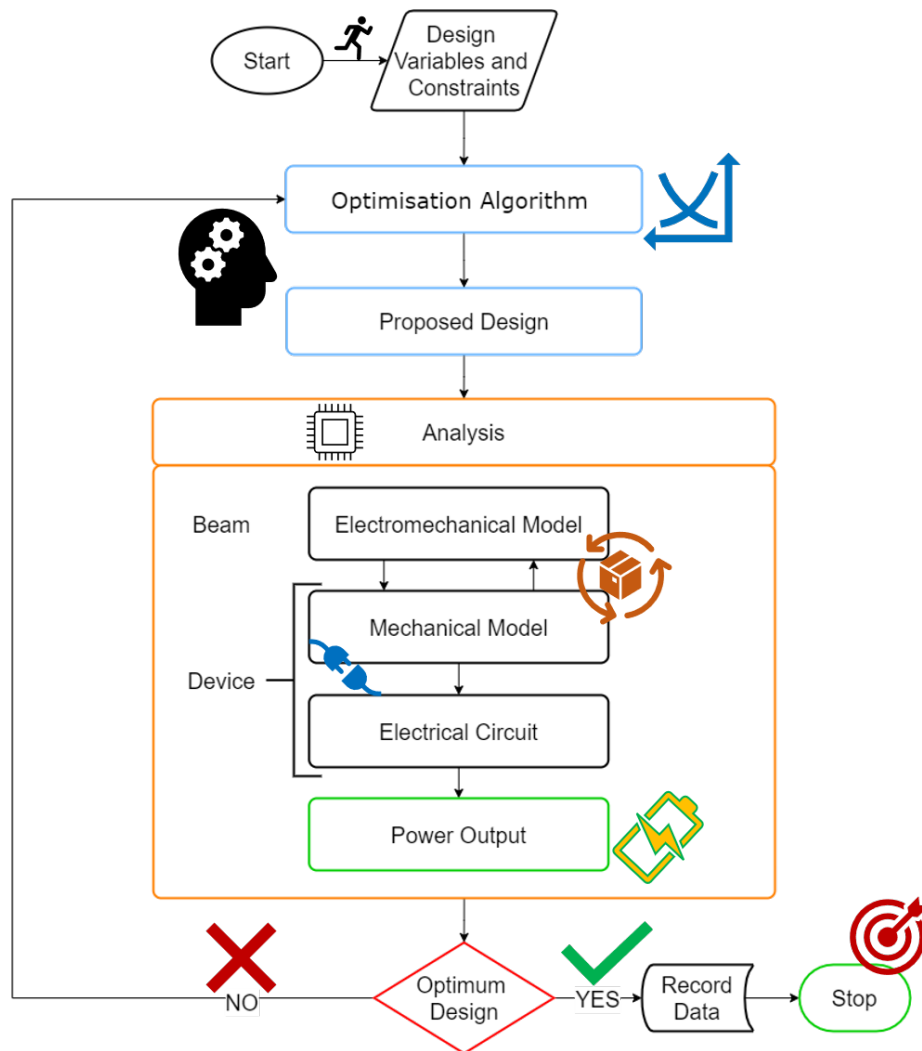 Start
Design
Variables and
Constraints
Optimisation Algorithm
Proposed Design
Analysis
Beam
Electromechanical Model
Mechanical Model
Device
Electrical Circuit
Power Output
NO
Optimum
Design
YES
Record
Data
Stop